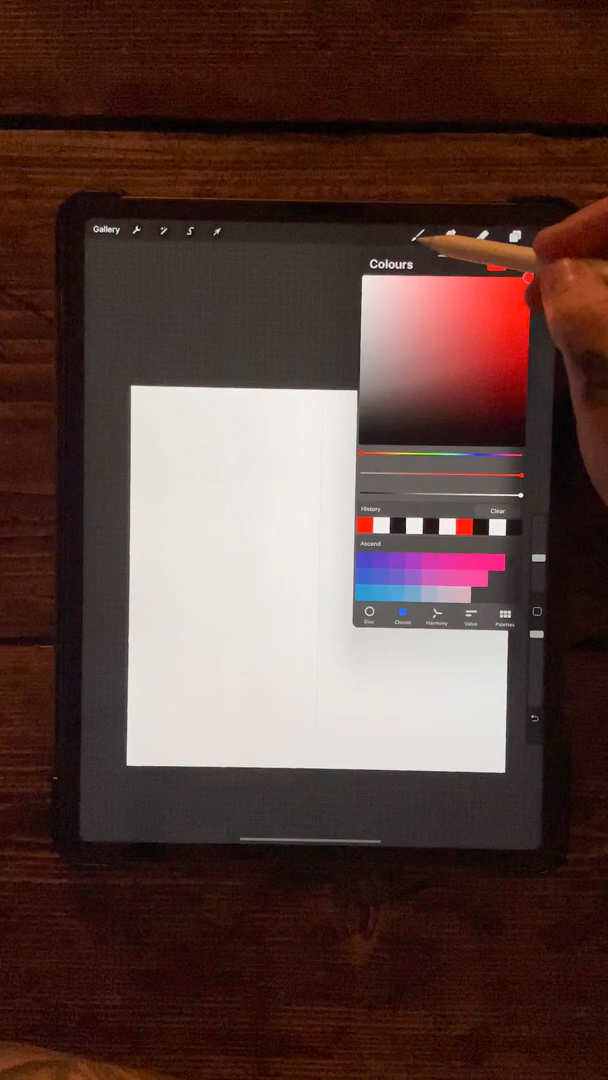 Gallery
Colours
History
Clear
Ascend
Disc
Classic
Harmony
Value
Palettes